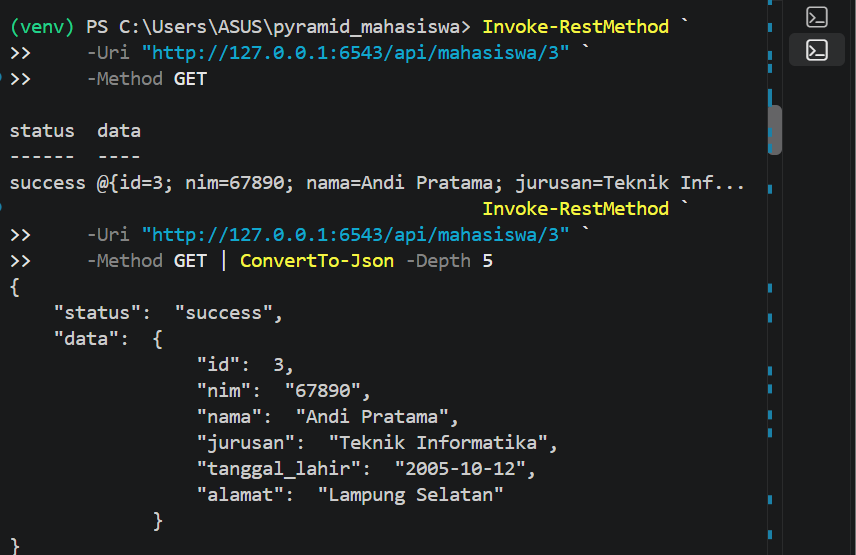 (venv) PS C:\Users\ASUS\pyramid_mahasiswa> Invoke-RestMethod `
>>     -Uri "http://127.0.0.1:6543/api/mahasiswa/3" `
>>     -Method GET

status  data
------  ----
success @{id=3; nim=67890; nama=Andi Pratama; jurusan=Teknik Inf...
                                           Invoke-RestMethod `
>>     -Uri "http://127.0.0.1:6543/api/mahasiswa/3" `
>>     -Method GET | ConvertTo-Json -Depth 5
{
    "status":  "success",
    "data":  {
                 "id":  3,
                 "nim":  "67890",
                 "nama":  "Andi Pratama",
                 "jurusan":  "Teknik Informatika",
                 "tanggal_lahir":  "2005-10-12",
                 "alamat":  "Lampung Selatan"
             }
}